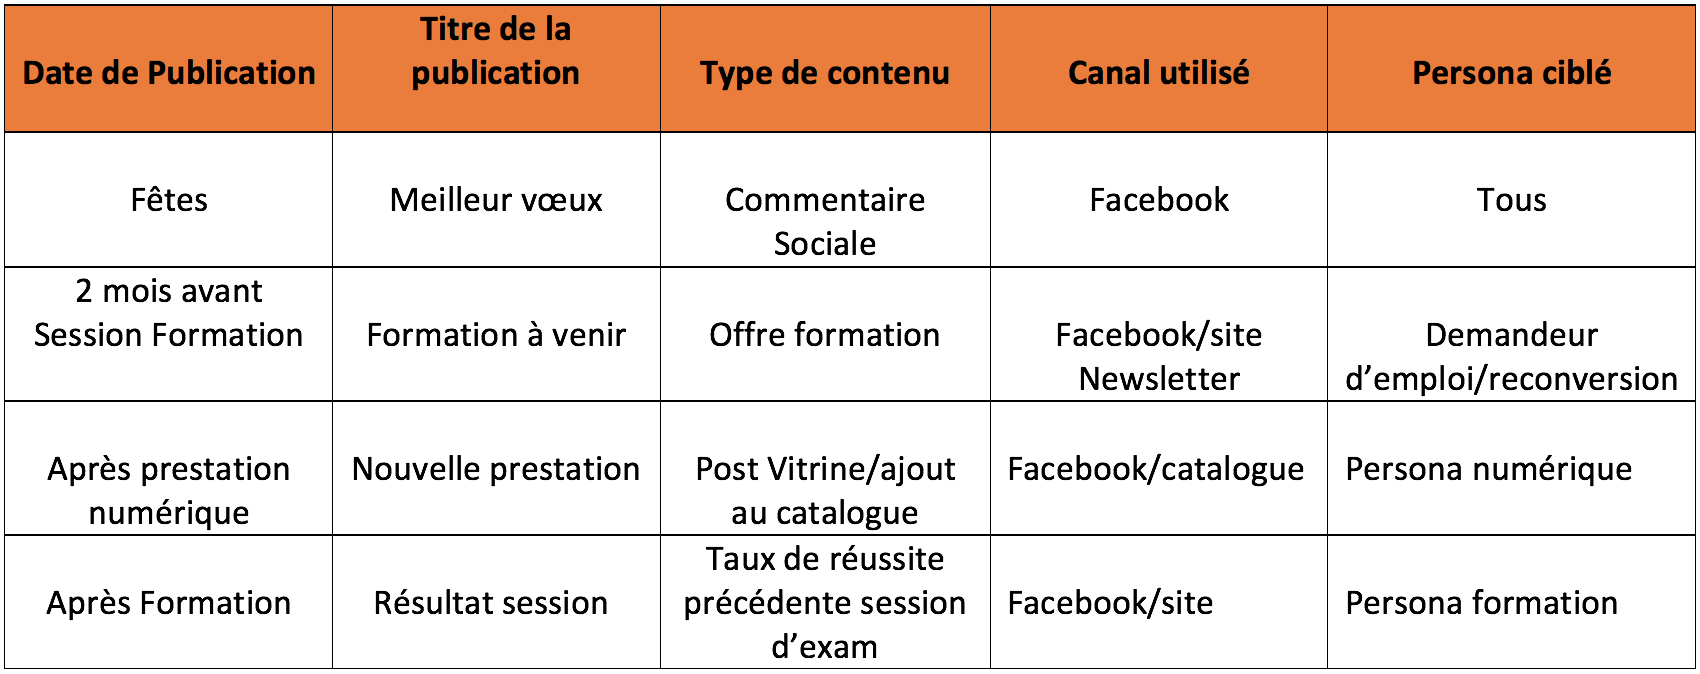 Date de Publication
Titre de la
publication
Type de contenu
Canal utilisé
Persona ciblé
Fêtes
Meilleur vœux
Commentaire
Sociale
Facebook
Tous
2 mois avant
Session Formation
Formation à venir
Offre formation
Facebook/site
Newsletter
Demandeur
d’emploi/reconversion
Après prestation
numérique
Nouvelle prestation
Post Vitrine/ajout
au catalogue
Facebook/catalogue
Persona numérique
Après Formation
Résultat session
Taux de réussite
précédente session
d’exam
Facebook/site
Persona formation